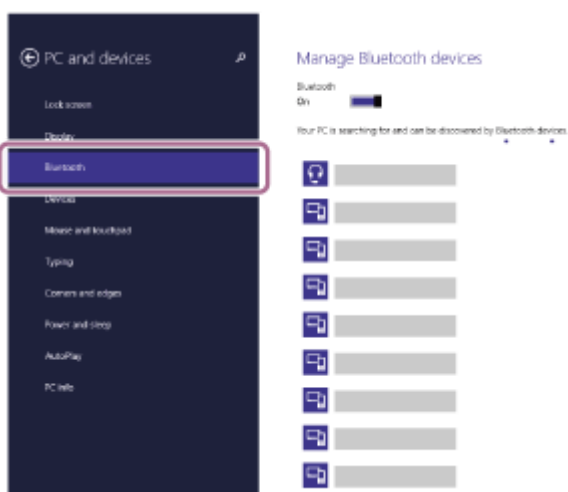 PC and devices
Lock screen
Display
Bluetooth
Devices
Mouse and touchpad
Typing
Corners and edges
Power and sleep
AutoPlay
PC info
Manage Bluetooth devices
Bluetooth
On
Your PC is searching for and can be discovered by Bluetooth devices.